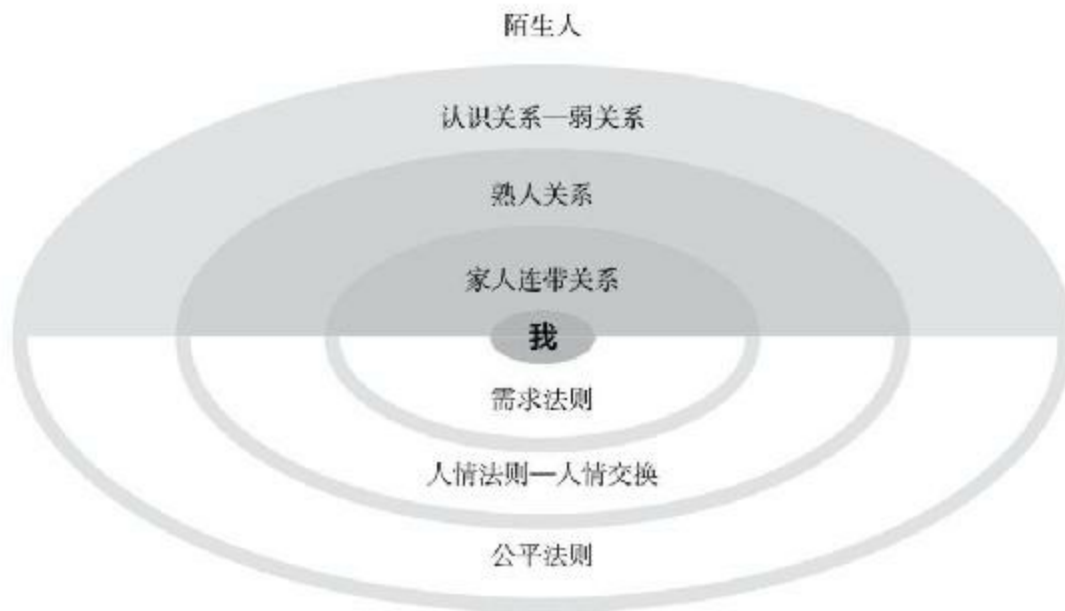 陌生人
认识关系—弱关系
熟人关系
家人连带关系
我
需求法则
人情法则—人情交换
公平法则